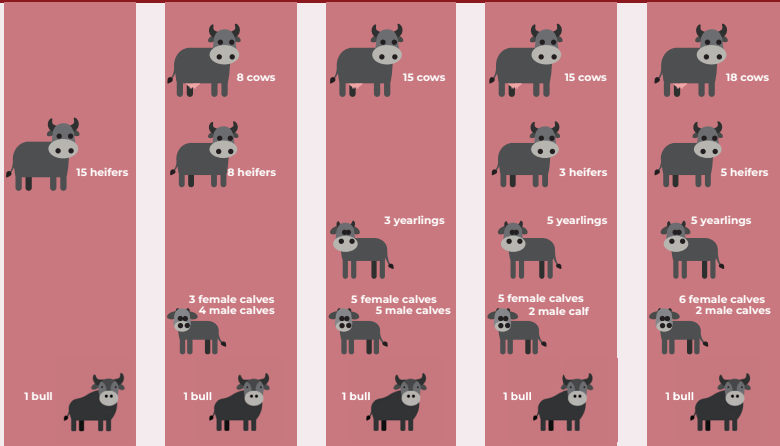 15 heifers
1 bull
8 cows
8 heifers
3 female calves
4 male calves
1 bull
15 cows
3 yearlings
5 female calves
5 male calves
1 bull
15 cows
3 heifers
5 yearlings
5 female calves
2 male calf
1 bull
18 cows
5 heifers
5 yearlings
6 female calves
2 male calves
1 bull